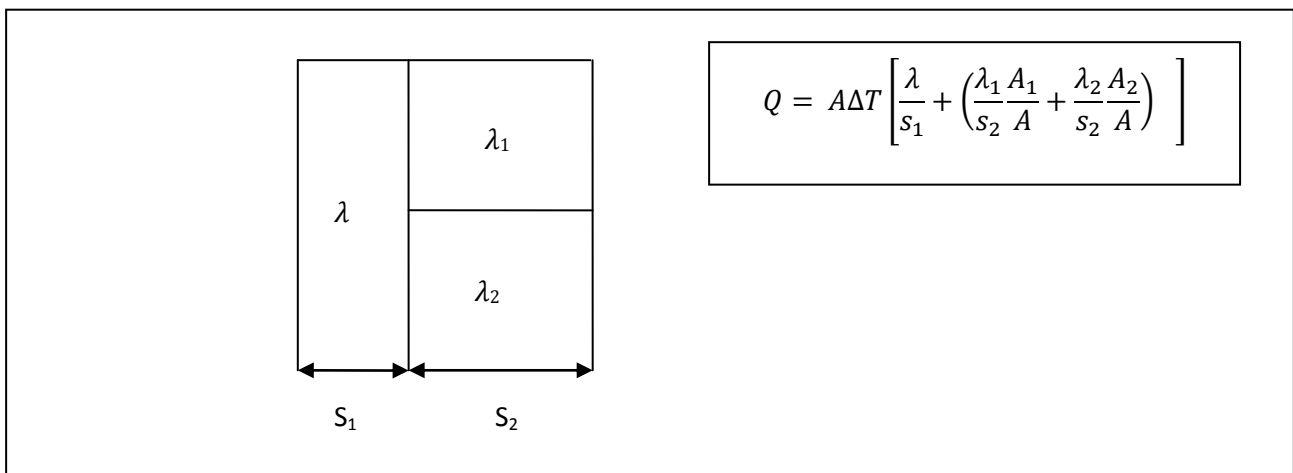 Q = AΔT [λ/s₁ + (λ₁/s₂ A₁/A + λ₂/s₂ A₂/A)]
λ₁
λ
λ₂
S₁ S₂